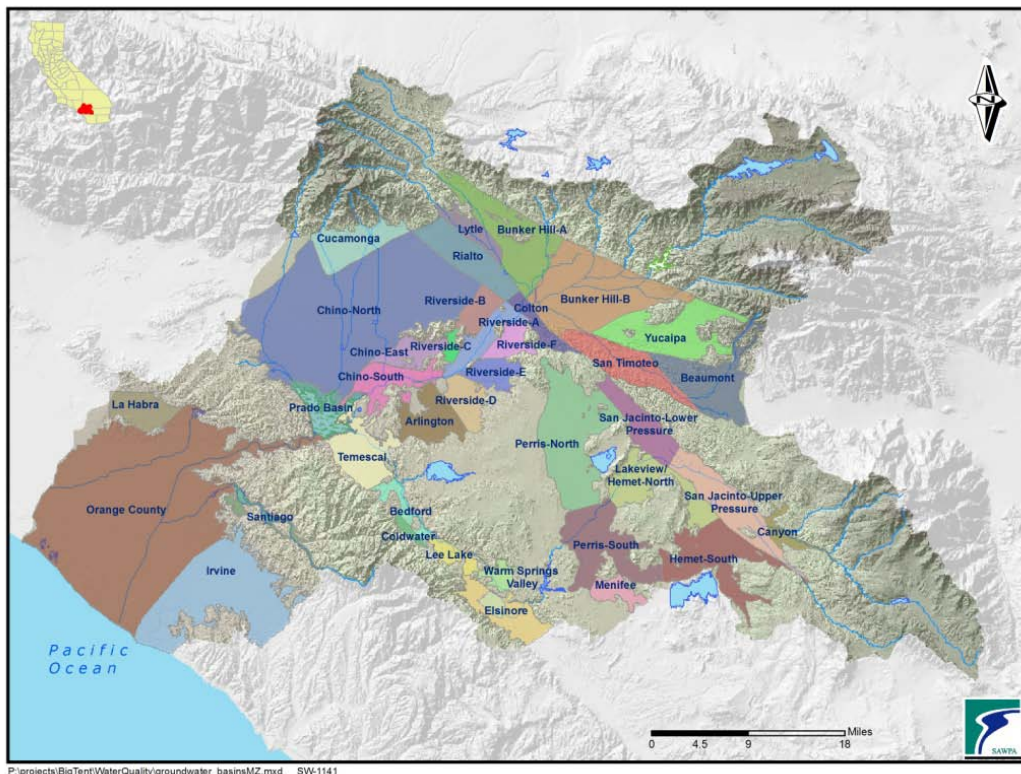 N
Lytle
Bunker Hill-A
Cucamonga
Rialto
Bunker Hill-B
Chino-North
Riverside-B
Colton
Riverside-A
Yucaipa
Chino-East
Riverside-C
Riverside-F
San Timoteo
Chino-South
Riverside-E
Beaumont
La Habra
Prado Basin
Riverside-D
Arlington
San Jacinto-Lower
Pressure
Perris-North
Temescal
Lakeview/
Hemet-North
San Jacinto-Upper
Pressure
Orange County
Santiago
Bedford
Canyon
Coldwater
Perris-South
Hemet-South
Lee Lake
Irvine
Warm Springs
Valley
Menifee
Elsinore
Pacific
Ocean
Miles
0 4.5 9 18
SAWPA
P:\projects\BigTent\WaterQuality\groundwater_basinsMZ.mxd SW-1141